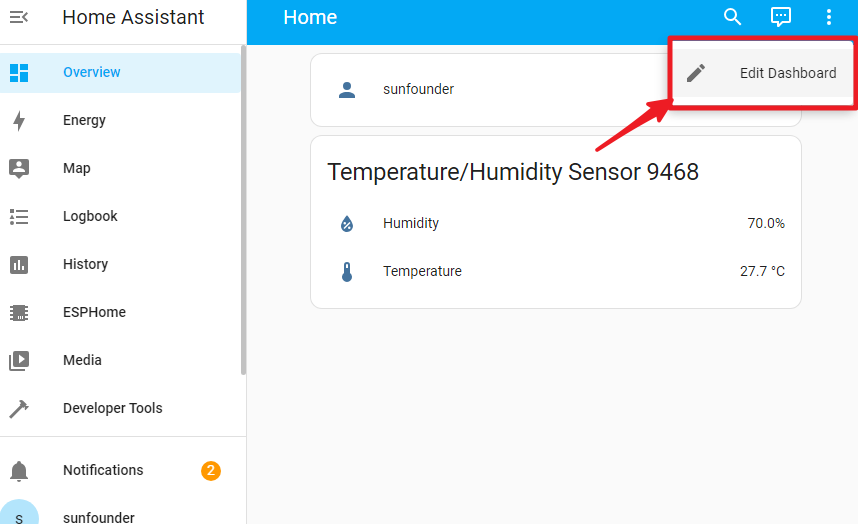 Home Assistant
Home
Edit Dashboard
Overview
sunfounder
Energy
Map
Temperature/Humidity Sensor 9468
Logbook
Humidity 70.0%
History
Temperature 27.7 °C
ESPHome
Media
Developer Tools
Notifications 2
s sunfounder